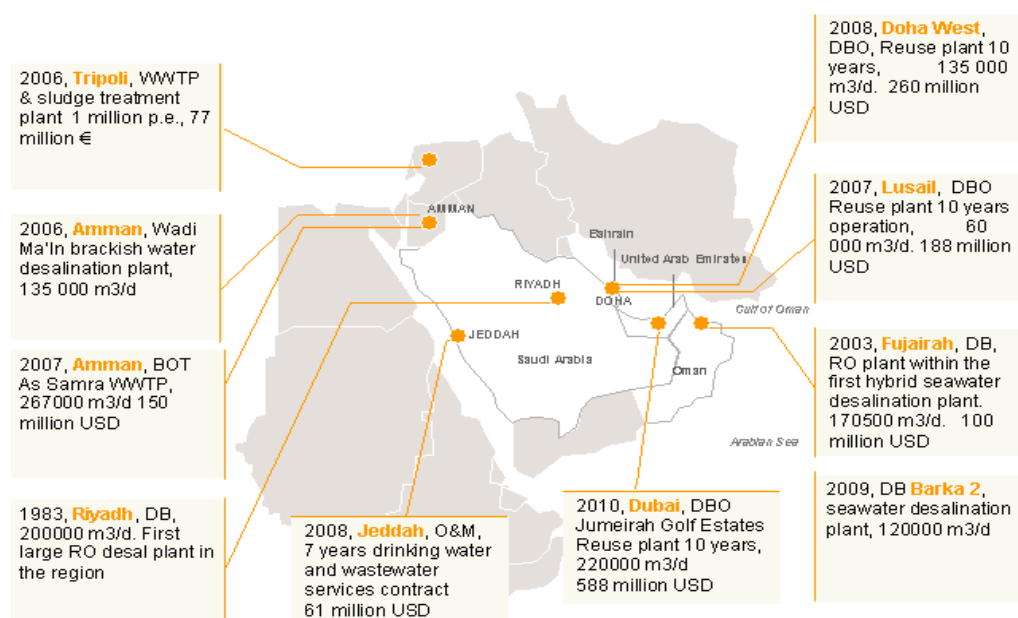 2006, Tripoli, WWTP
& sludge treatment
plant 1 million p.e., 77
million €
2006, Amman, Wadi
Ma'In brackish water
desalination plant,
135 000 m3/d
2007, Amman, BOT
As Samra WWTP,
267000 m3/d 150
million USD
1983, Riyadh, DB,
200000 m3/d. First
large RO desal plant in
the region
2008, Jeddah, O&M,
7 years drinking water
and wastewater
services contract
61 million USD
2010, Dubai, DBO
Jumeirah Golf Estates
Reuse plant 10 years,
220000 m3/d
588 million USD
2008, Doha West,
DBO, Reuse plant 10
years, 135 000
m3/d. 260 million
USD
2007, Lusail, DBO
Reuse plant 10 years
operation, 60
000 m3/d. 188 million
USD
2003, Fujairah, DB,
RO plant within the
first hybrid seawater
desalination plant.
170500 m3/d. 100
million USD
2009, DB Barka 2,
seawater desalination
plant, 120000 m3/d
AMMAN
Bahrain
United Arab Emirates
RIYADH
DOHA
Gulf of Oman
JEDDAH
Saudi Arabia
Oman
Arabian Sea